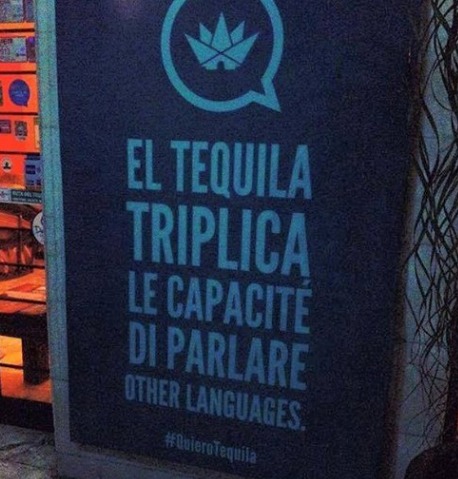 EL TEQUILA
TRIPLICA
LE CAPACITÉ
DI PARLARE
OTHER LANGUAGES.
#QuieroTequila